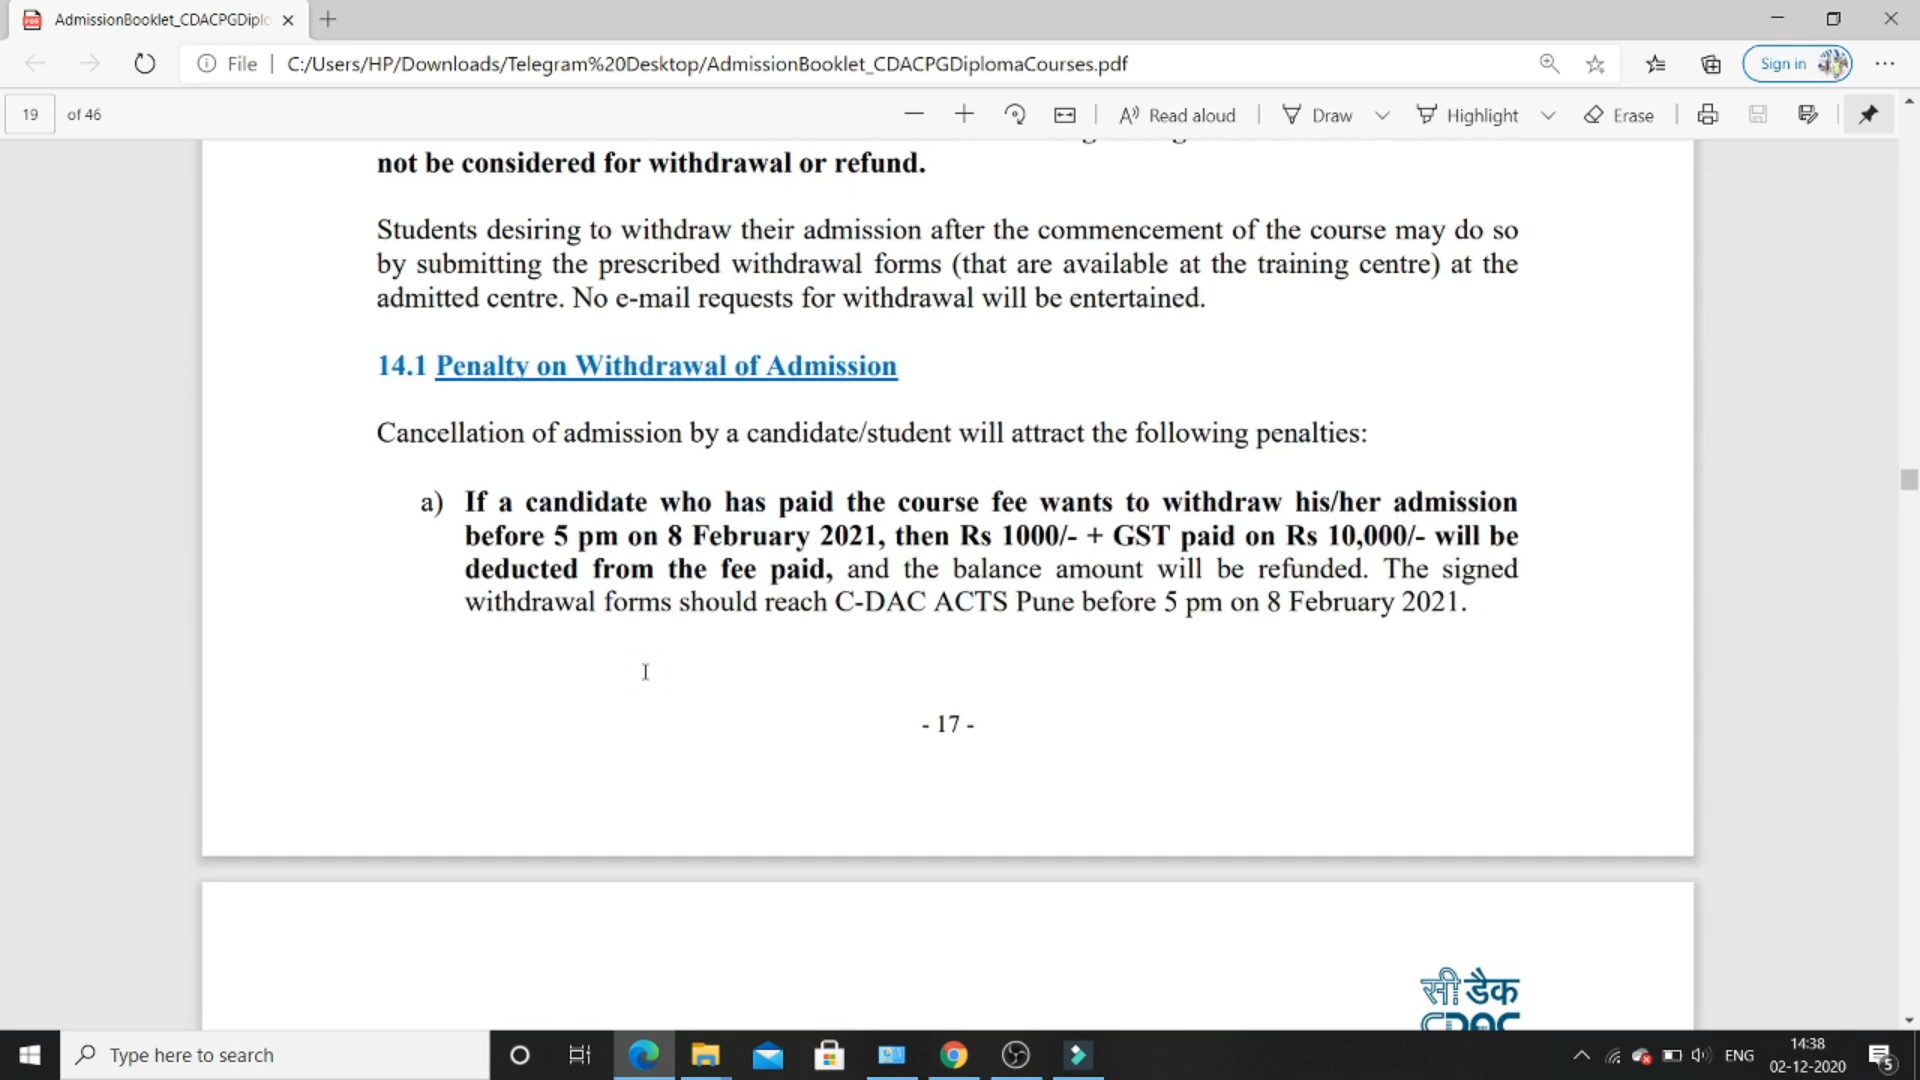 AdmissionBooklet_CDACPGDiplo
File | C:/Users/HP/Downloads/Telegram%20Desktop/AdmissionBooklet_CDACPGDiplomaCourses.pdf
Sign in
19 of 46
Read aloud
Draw
Highlight
Erase
not be considered for withdrawal or refund.
Students desiring to withdraw their admission after the commencement of the course may do so
by submitting the prescribed withdrawal forms (that are available at the training centre) at the
admitted centre. No e-mail requests for withdrawal will be entertained.
14.1 Penalty on Withdrawal of Admission
Cancellation of admission by a candidate/student will attract the following penalties:
a) If a candidate who has paid the course fee wants to withdraw his/her admission
before 5 pm on 8 February 2021, then Rs 1000/- + GST paid on Rs 10,000/- will be
deducted from the fee paid, and the balance amount will be refunded. The signed
withdrawal forms should reach C-DAC ACTS Pune before 5 pm on 8 February 2021.
- 17 -
सी डैक
CDAC
Type here to search
ENG
14:38
02-12-2020
5